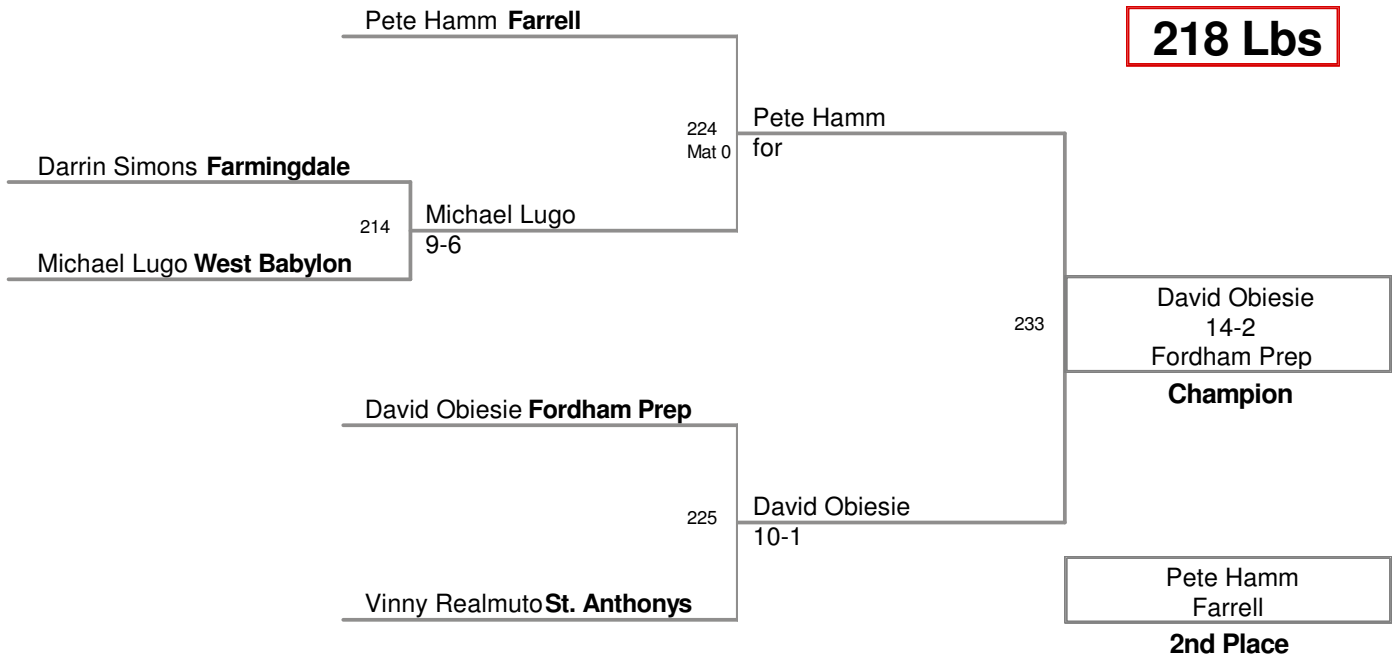 Pete Hamm Farrell
218 Lbs
224
Mat 0
Pete Hamm
for
Darrin Simons Farmingdale
214
Michael Lugo
9-6
Michael Lugo West Babylon
233
David Obiesie
14-2
Fordham Prep
Champion
David Obiesie Fordham Prep
225
David Obiesie
10-1
Vinny Realmuto St. Anthonys
Pete Hamm
Farrell
2nd Place